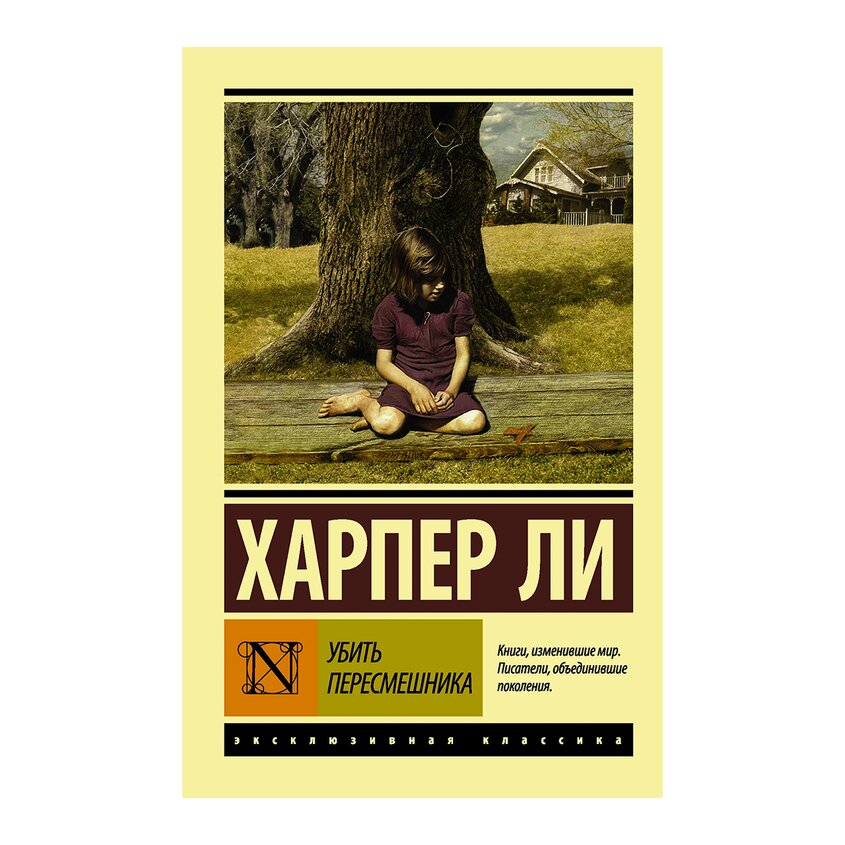 ХАРПЕР ЛИ
N
УБИТЬ
ПЕРЕСМЕШНИКА
Книги, изменившие мир.
Писатели, объединившие
поколения.
эксклюзивная классика